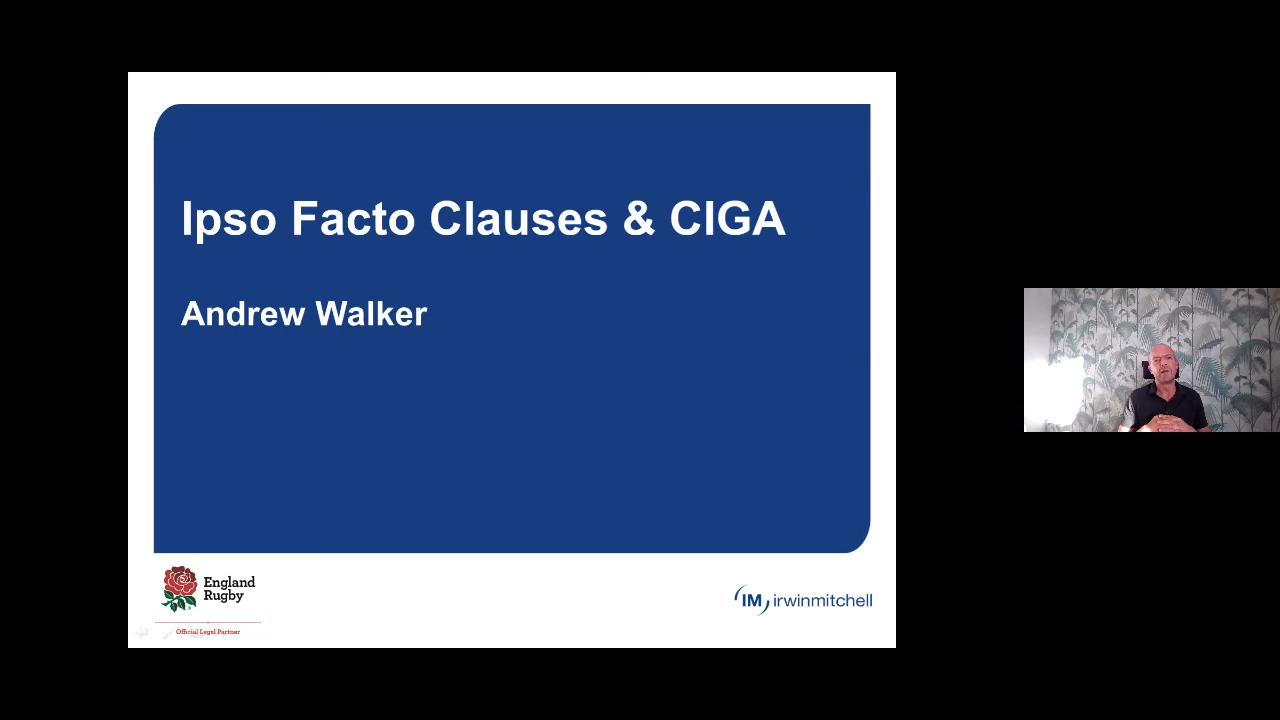 Ipso Facto Clauses & CIGA
Andrew Walker
England
Rugby
Official Legal Partner
IM irwinmitchell